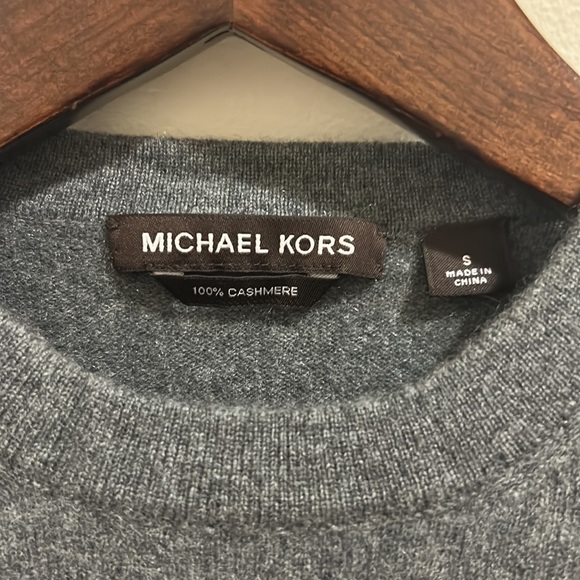 MICHAEL KORS
100% CASHMERE
S
MADE IN
CHINA